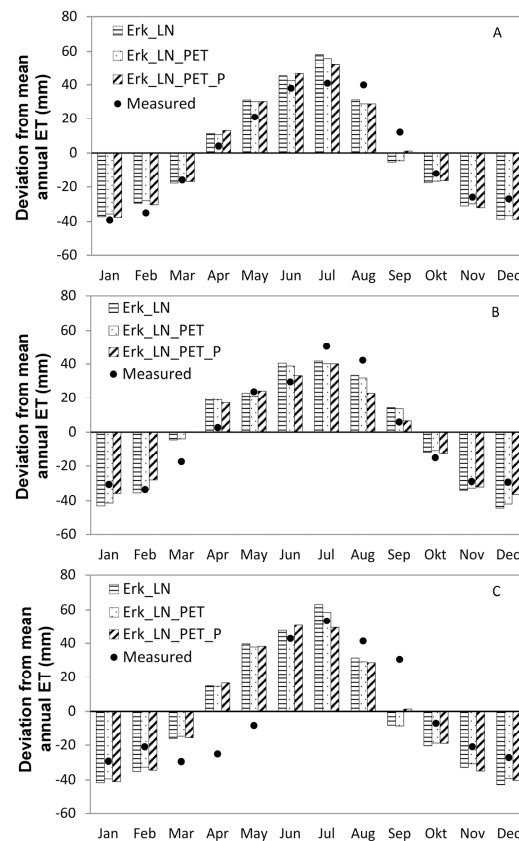 A
Erk_LN
Erk_LN_PET
Erk_LN_PET_P
Measured
Deviation from mean
annual ET (mm)
80
60
40
20
0
-20
-40
-60
Jan Feb Mar Apr May Jun Jul Aug Sep Okt Nov Dec
B
Erk_LN
Erk_LN_PET
Erk_LN_PET_P
Measured
Deviation from mean
annual ET (mm)
80
60
40
20
0
-20
-40
-60
Jan Feb Mar Apr May Jun Jul Aug Sep Okt Nov Dec
C
Erk_LN
Erk_LN_PET
Erk_LN_PET_P
Measured
Deviation from mean
annual ET (mm)
80
60
40
20
0
-20
-40
-60
Jan Feb Mar Apr May Jun Jul Aug Sep Okt Nov Dec